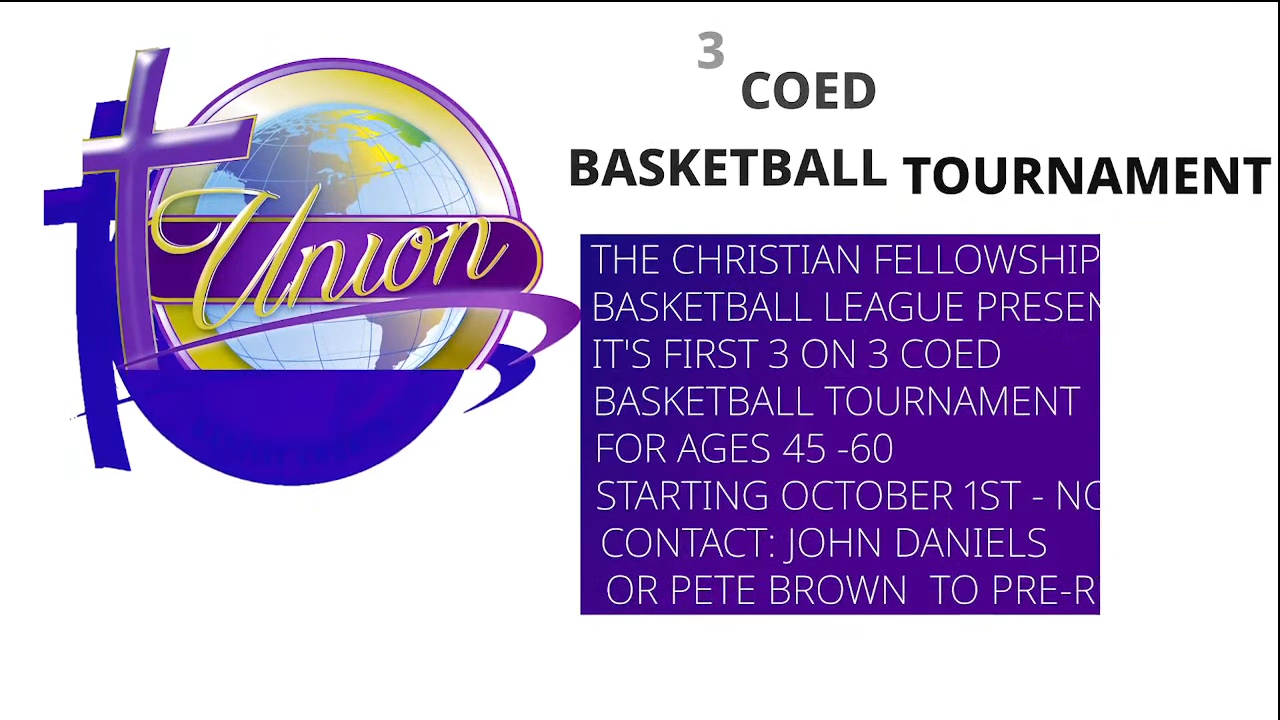 3
COED
BASKETBALL TOURNAMENT
Union
THE CHRISTIAN FELLOWSHIP
BASKETBALL LEAGUE PRESEN
IT'S FIRST 3 ON 3 COED
BASKETBALL TOURNAMENT
FOR AGES 45 -60
STARTING OCTOBER 1ST - NO
CONTACT: JOHN DANIELS
OR PETE BROWN TO PRE-R